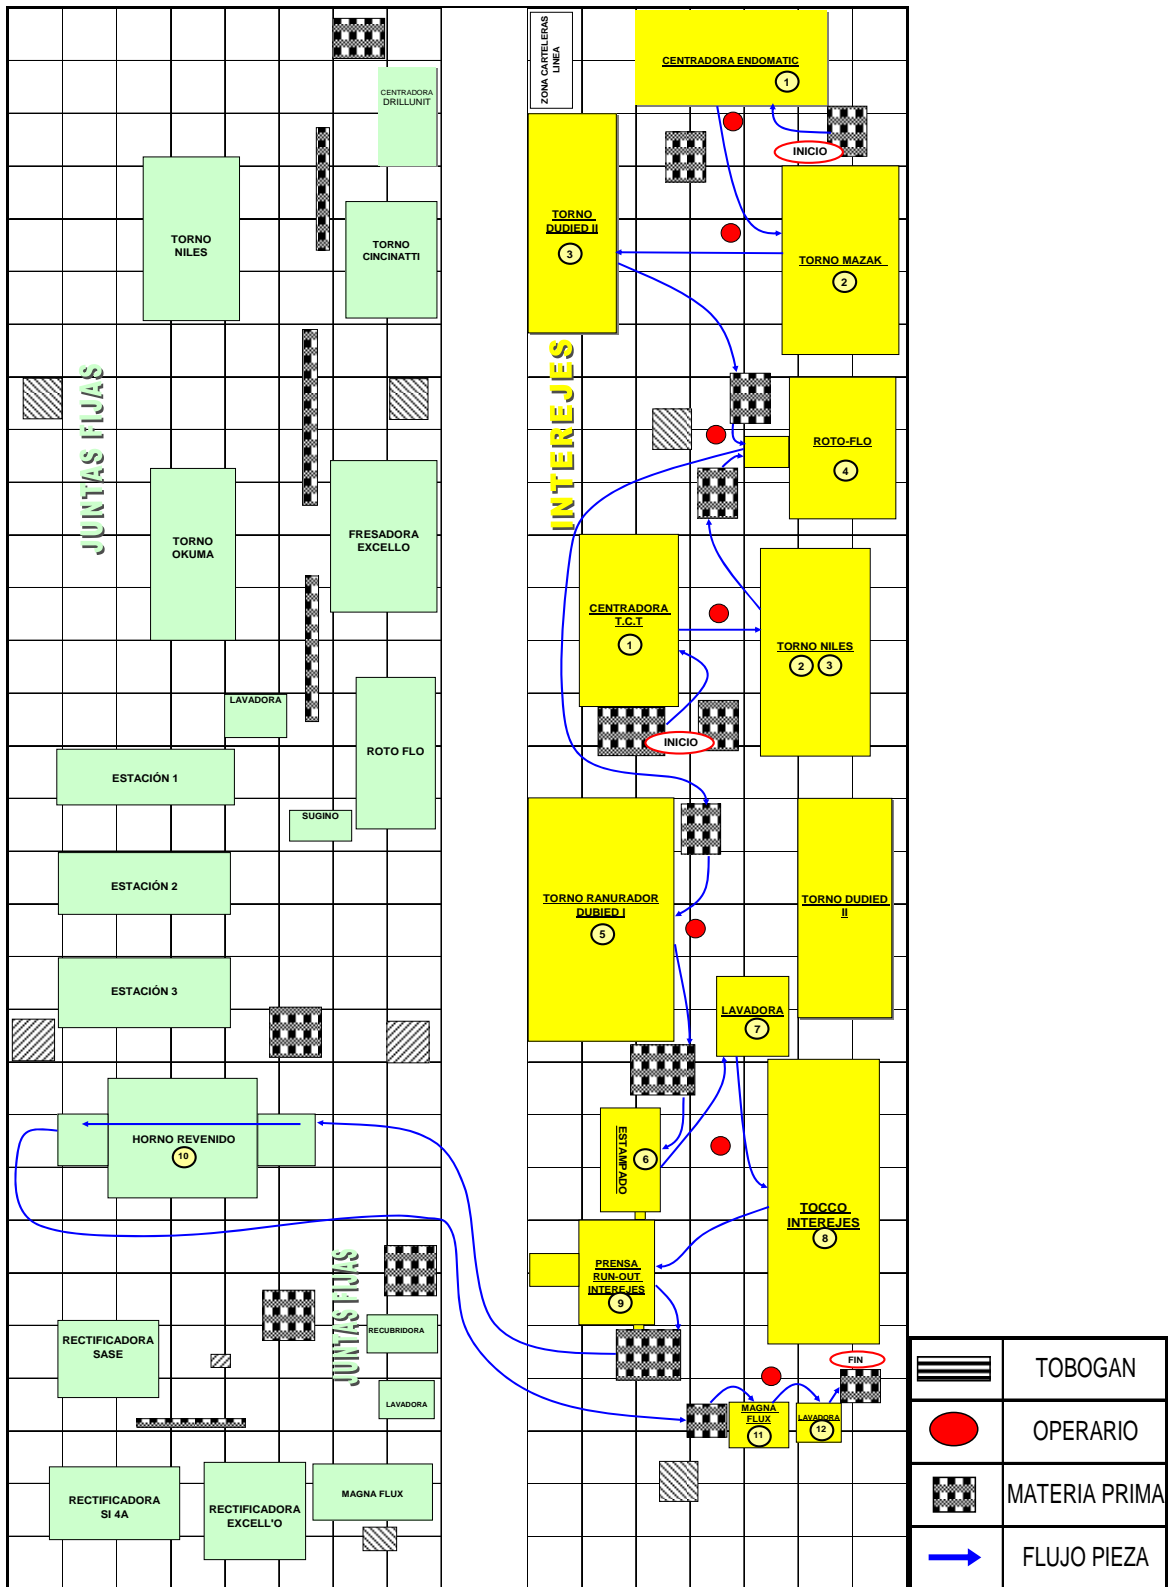 CENTRADORA
DRILLUNIT
TORNO
NILES
TORNO
CINCINATTI
JUNTAS FIJAS
TORNO
OKUMA
FRESADORA
EXCELLO
LAVADORA
ROTO FLO
ESTACIÓN 1
SUGINO
ESTACIÓN 2
ESTACIÓN 3
HORNO REVENIDO
10
JUNTAS FIJAS
RECUBRIDORA
RECTIFICADORA
SASE
LAVADORA
RECTIFICADORA
SI 4A
RECTIFICADORA
EXCELL'O
MAGNA FLUX
ZONA CARTELERAS
LINEA
CENTRADORA ENDOMATIC
1
INICIO
TORNO
DUDIED II
3
TORNO MAZAK
2
INTEREJES
ROTO-FLO
4
CENTRADORA
T.C.T
1
TORNO NILES
2 3
INICIO
TORNO RANURADOR
DUBIED I
5
TORNO DUDIED
II
LAVADORA
7
ESTAMPADO
6
TOCCO
INTEREJES
8
PRENSA
RUN-OUT
INTEREJES
9
FIN
MAGNA
FLUX
11
LAVADORA
12
TOBOGAN
OPERARIO
MATERIA PRIMA
FLUJO PIEZA